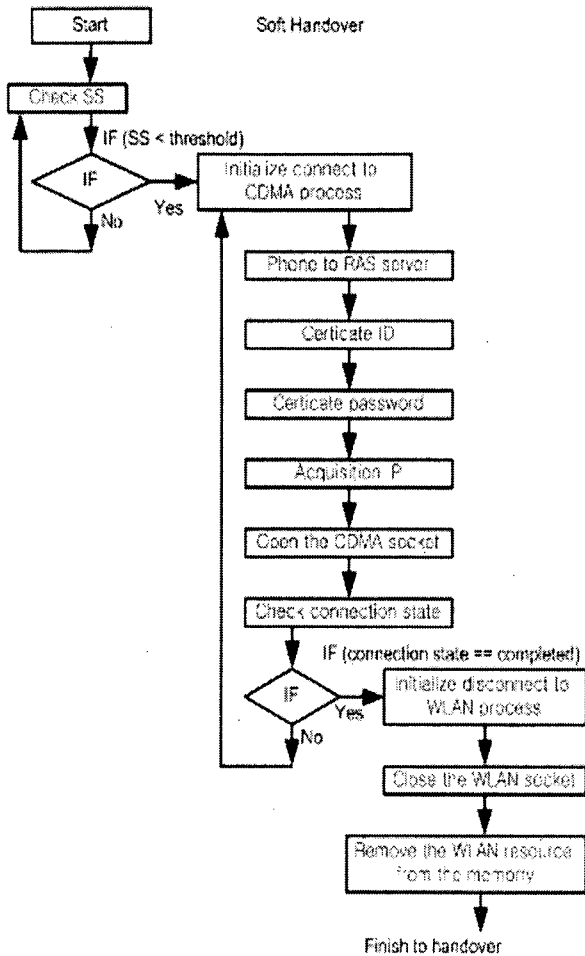 Start
Soft Handover
Check SS
IF (SS < threshold)
IF
Yes
No
Initialize connect to
CDMA process
Phone to RAS server
Certicate ID
Certicate password
Acquisition IP
Open the CDMA socket
Check connection state
IF (connection state == completed)
IF
Yes
No
Initialize disconnect to
WLAN process
Close the WLAN socket
Remove the WLAN resource
from the memory
Finish to handover